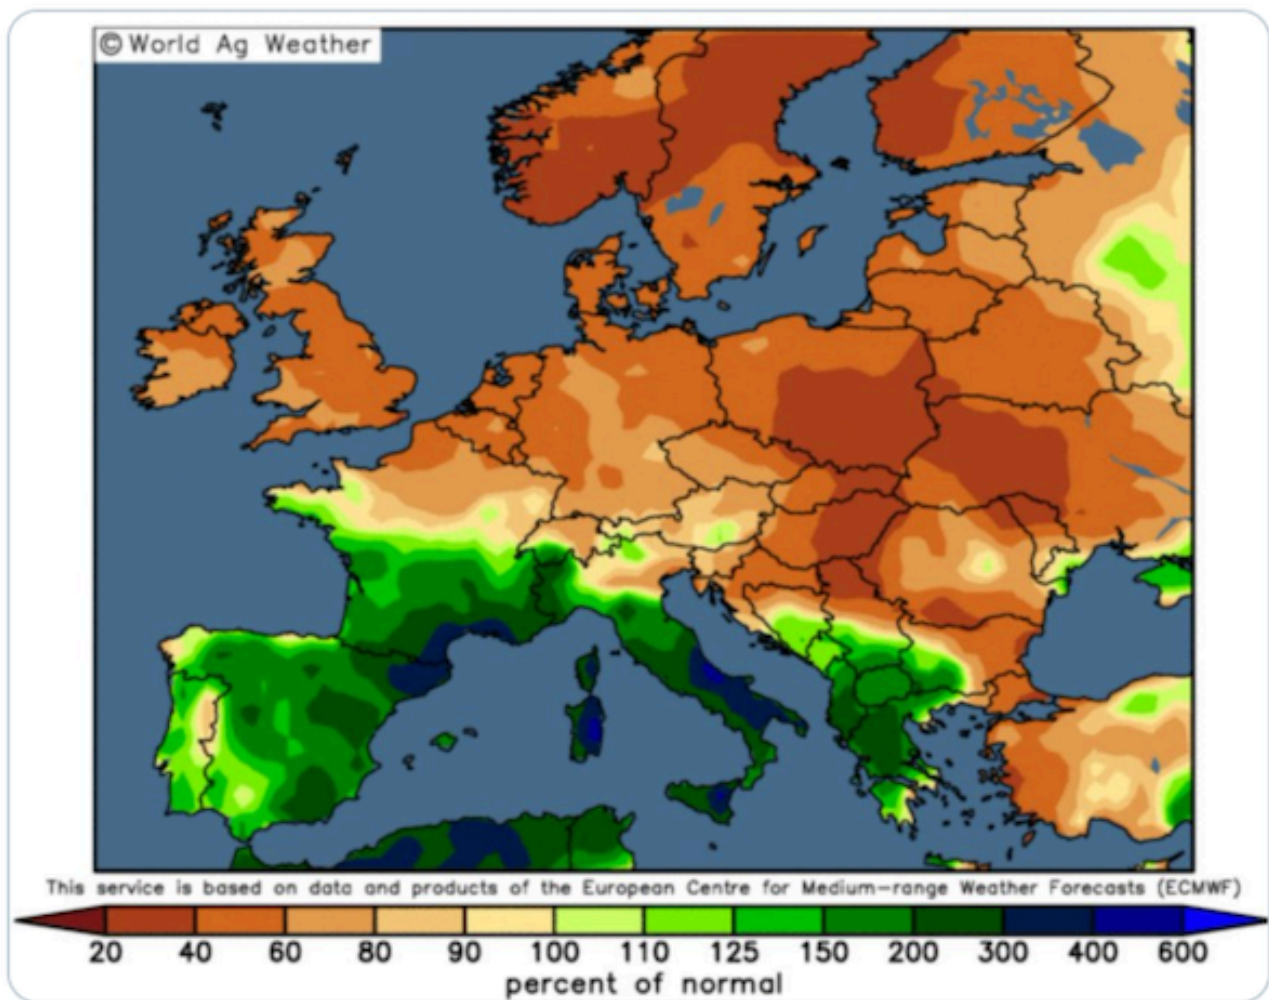 © World Ag Weather
This service is based on data and products of the European Centre for Medium-range Weather Forecasts (ECMWF)
20 40 60 80 90 100 110 125 150 200 300 400 600
percent of normal